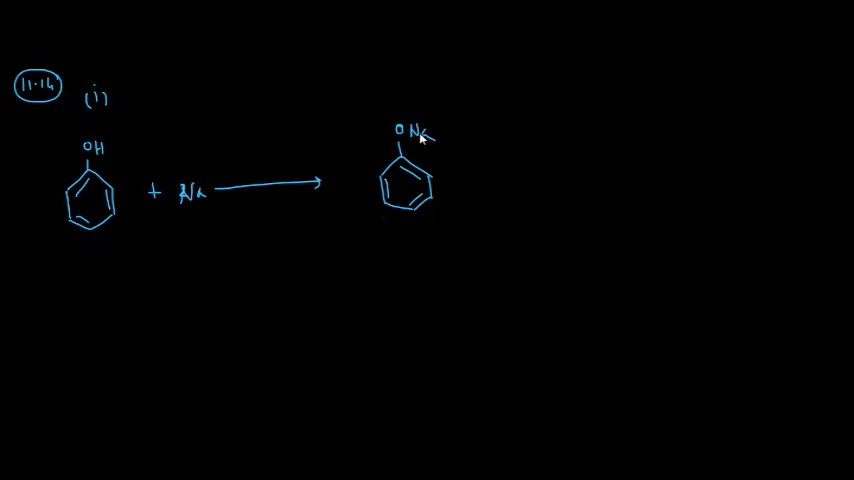 11.14 (i)
OH
+ Na
ONa